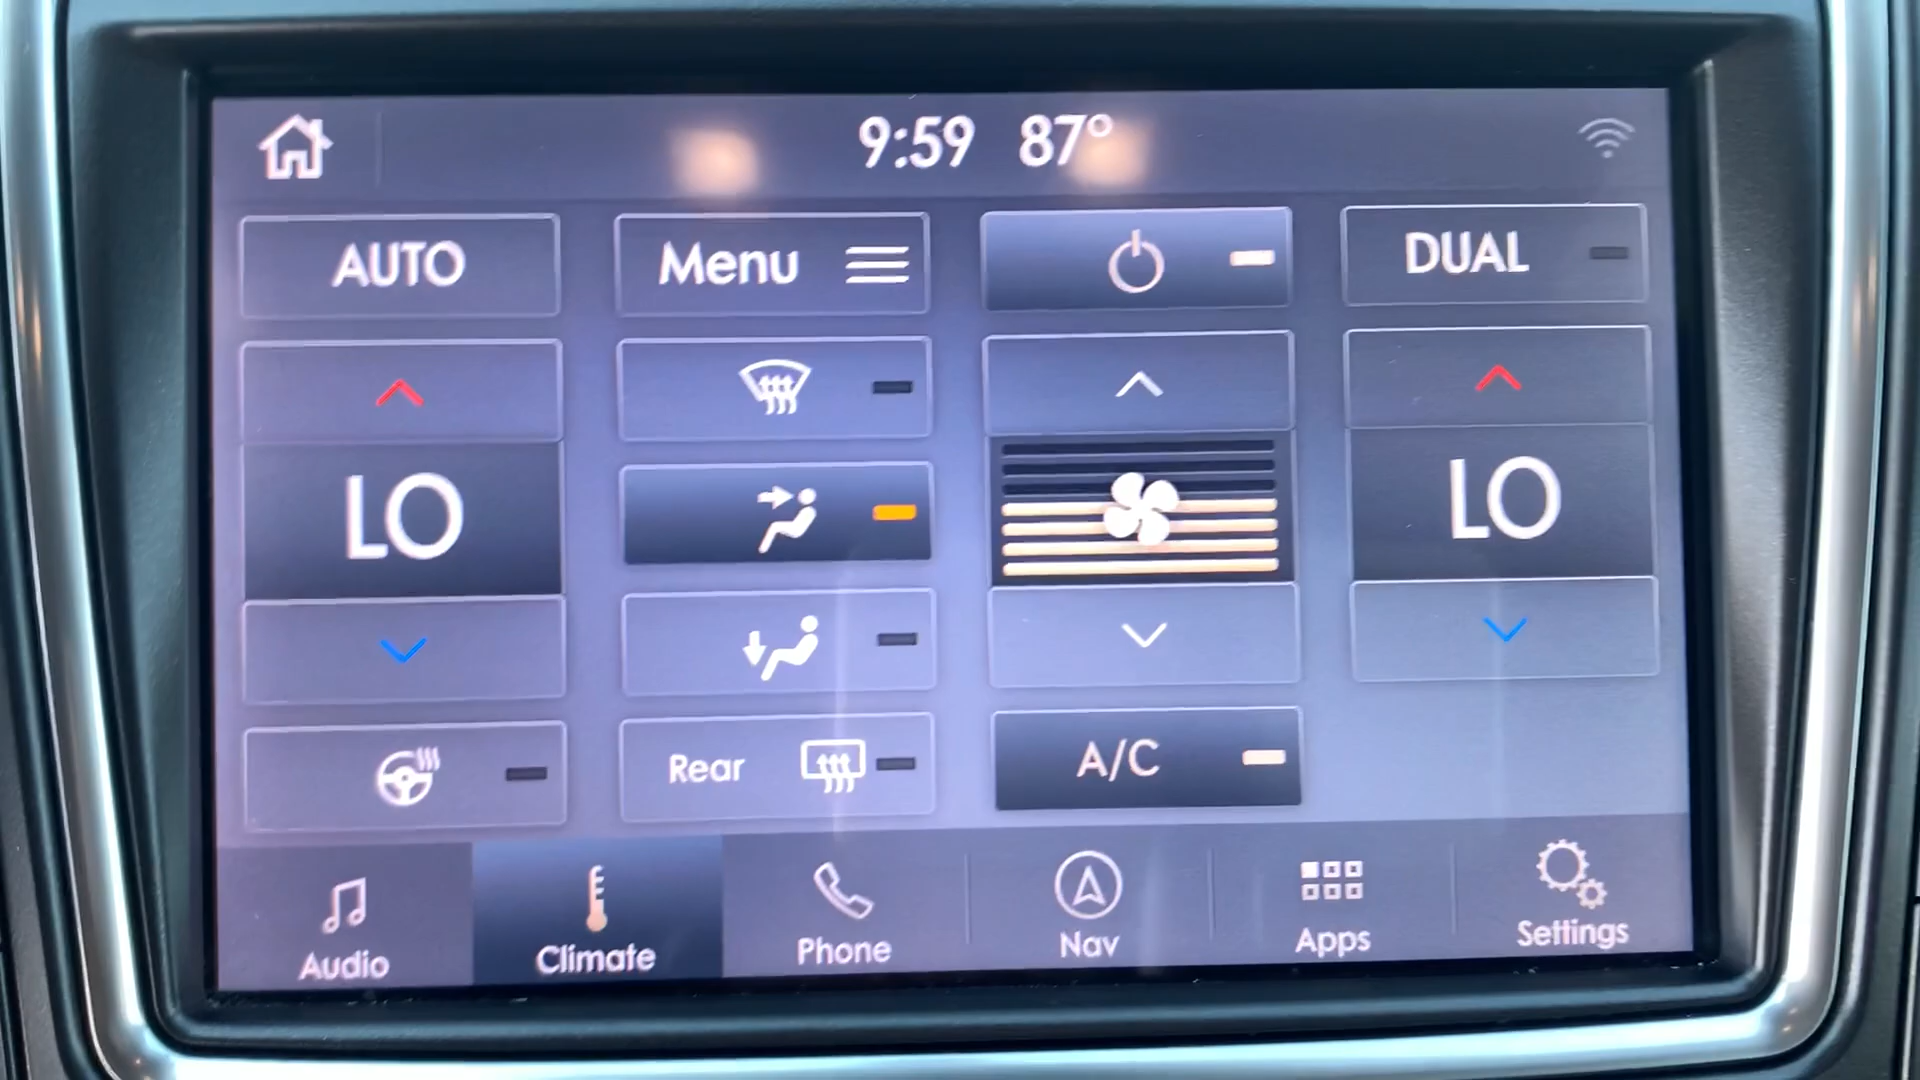 9:59 87°
AUTO Menu DUAL
LO LO
Rear A/C
Audio Climate Phone Nav Apps Settings